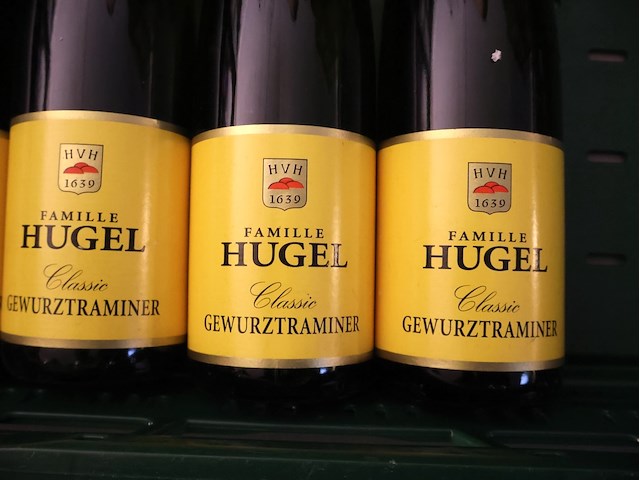 HVH
1639
FAMILLE
HUGEL
Classic
GEWURZTRAMINER
HVH
1639
FAMILLE
HUGEL
Classic
GEWURZTRAMINER
HVH
1639
FAMILLE
HUGEL
Classic
GEWURZTRAMINER